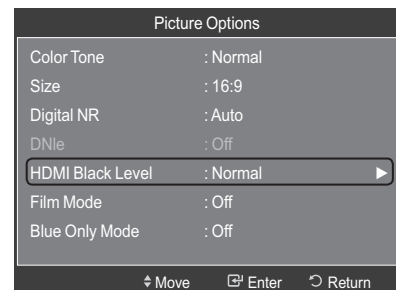 Picture Options
Color Tone : Normal
Size : 16:9
Digital NR : Auto
DNIe : Off
HDMI Black Level : Normal
Film Mode : Off
Blue Only Mode : Off
Move Enter Return